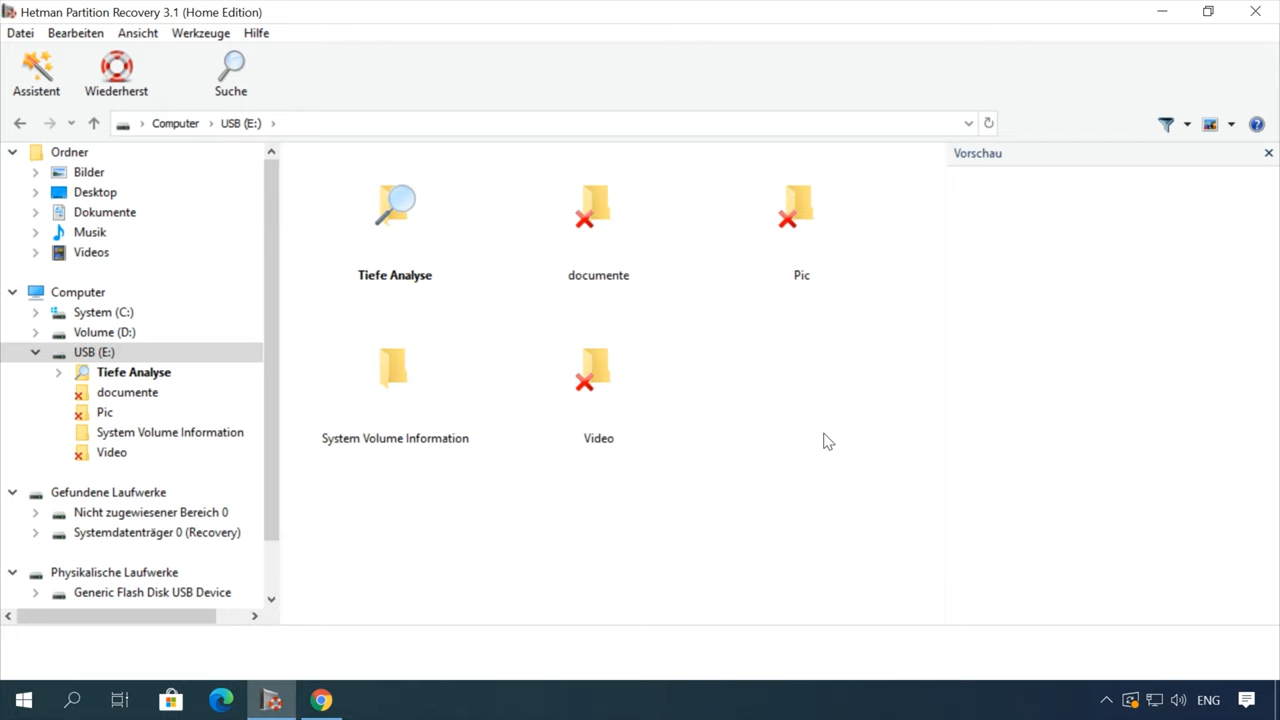 Hetman Partition Recovery 3.1 (Home Edition)
Datei Bearbeiten Ansicht Werkzeuge Hilfe
Assistent Wiederherst Suche
Computer USB (E:)
Vorschau
Ordner
Bilder
Desktop
Dokumente
Musik
Videos
Computer
System (C:)
Volume (D:)
USB (E:)
Tiefe Analyse
documente
Pic
System Volume Information
Video
Gefundene Laufwerke
Nicht zugewiesener Bereich 0
Systemdatenträger 0 (Recovery)
Physikalische Laufwerke
Generic Flash Disk USB Device
Tiefe Analyse documente Pic
System Volume Information Video
ENG